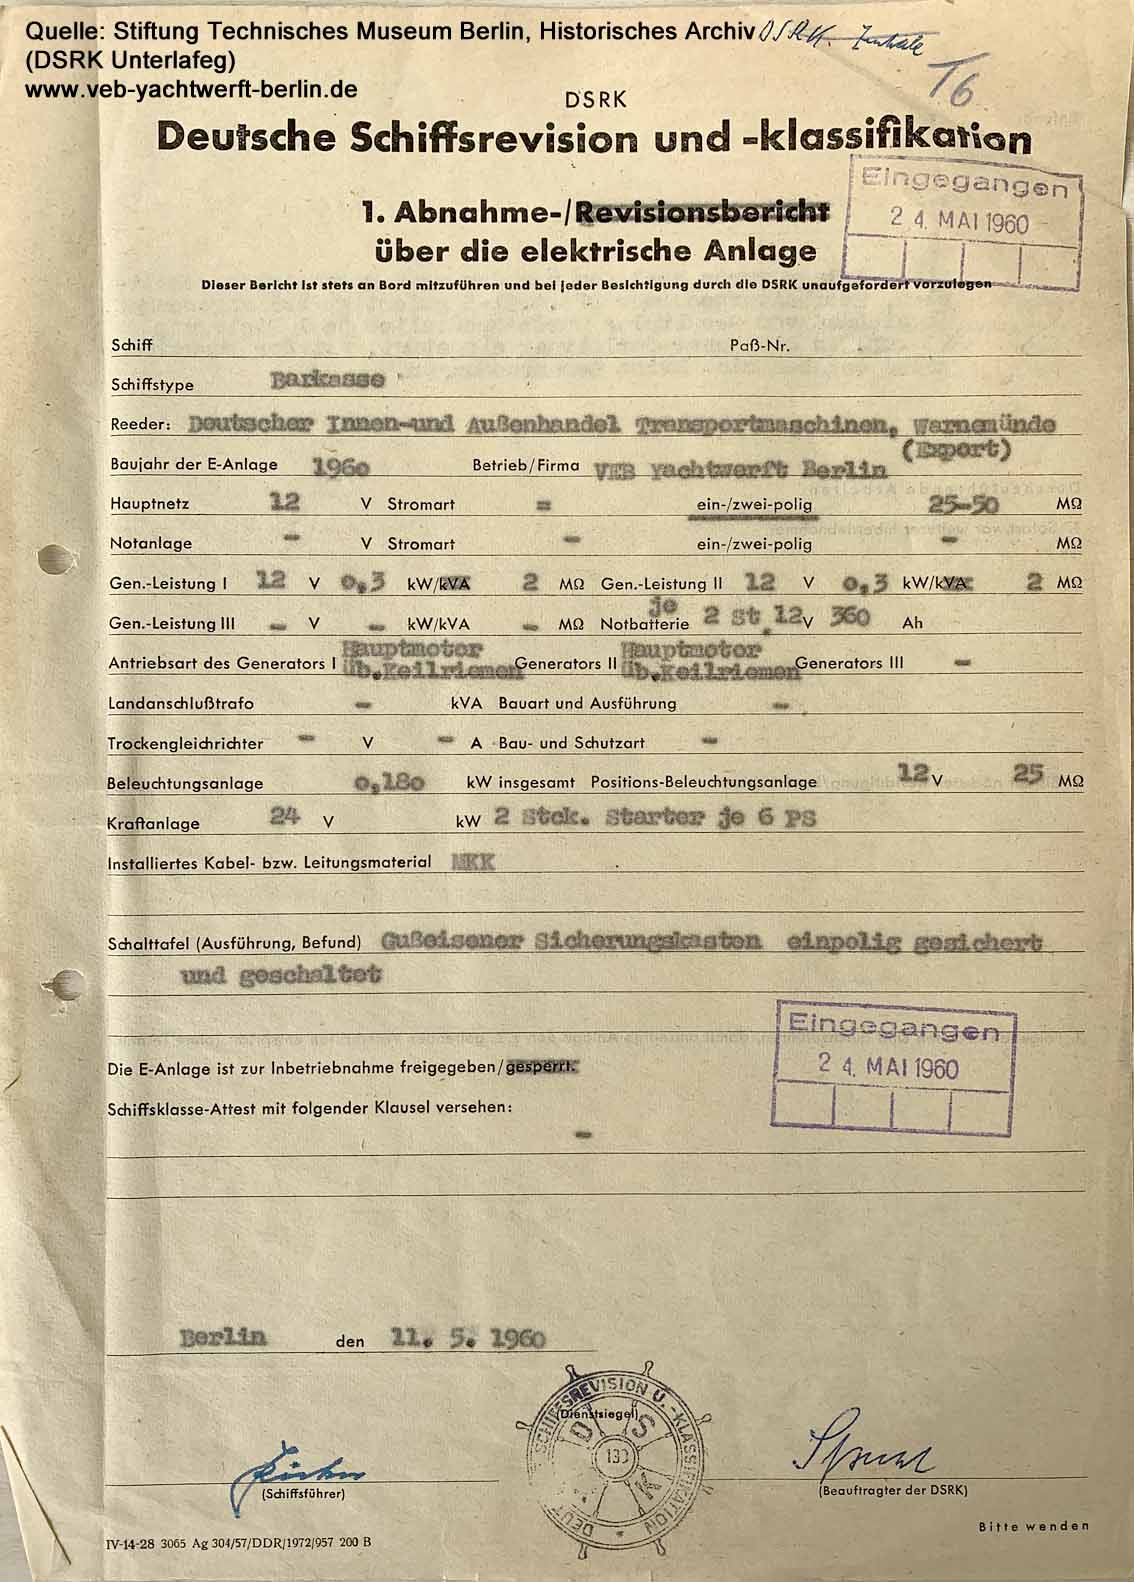 Quelle: Stiftung Technisches Museum Berlin, Historisches Archiv DSRK Zentrale
(DSRK Unterlafeg)
www.veb-yachtwerft-berlin.de
T6
DSRK
Deutsche Schiffsrevision und -klassifikation
Eingegangen
24. MAI 1960
1. Abnahme-/Revisionsbericht
über die elektrische Anlage
Dieser Bericht ist stets an Bord mitzuführen und bei jeder Besichtigung durch die DSRK unaufgefordert vorzulegen
Schiff Paß-Nr.
Schiffstype Barkasse
Reeder: Deutscher Innen-und Außenhandel Transportmaschinen, Warnemünde
(Export)
Baujahr der E-Anlage 1960 Betrieb/Firma VEB Yachtwerft Berlin
Hauptnetz 12 V Stromart = ein-/zwei-polig 25-50 MΩ
Notanlage - V Stromart - ein-/zwei-polig - MΩ
Gen.-Leistung I 12 V 0,3 kW/kVA 2 MΩ Gen.-Leistung II 12 V 0,3 kW/kVA 2 MΩ
Gen.-Leistung III - V - kW/kVA - MΩ Notbatterie je 2 St. 12 V 360 Ah
Antriebsart des Generators I Hauptmotor üb.Keilriemen Generators II Hauptmotor üb.Keilriemen Generators III -
Landanschlußtrafo - kVA Bauart und Ausführung -
Trockengleichrichter - V - A Bau- und Schutzart -
Beleuchtungsanlage 0,180 kW insgesamt Positions-Beleuchtungsanlage 12 V 25 MΩ
Kraftanlage 24 V kW 2 Stck. Starter je 6 PS
Installiertes Kabel- bzw. Leitungsmaterial MKK
Schalttafel (Ausführung, Befund) Gußeisener Sicherungskasten einpolig gesichert
und geschaltet
Eingegangen
24. MAI 1960
Die E-Anlage ist zur Inbetriebnahme freigegeben/gesperrt.
Schiffsklasse-Attest mit folgender Klausel versehen:
-
Berlin den 11. 5. 1960
DEUTSCHE SCHIFFSREVISION U. -KLASSIFIKATION
DSRK
(Dienstsiegel)
(Schiffsführer)
(Beauftragter der DSRK)
Bitte wenden
IV-14-28 3065 Ag 304/57/DDR/1972/957 200 B